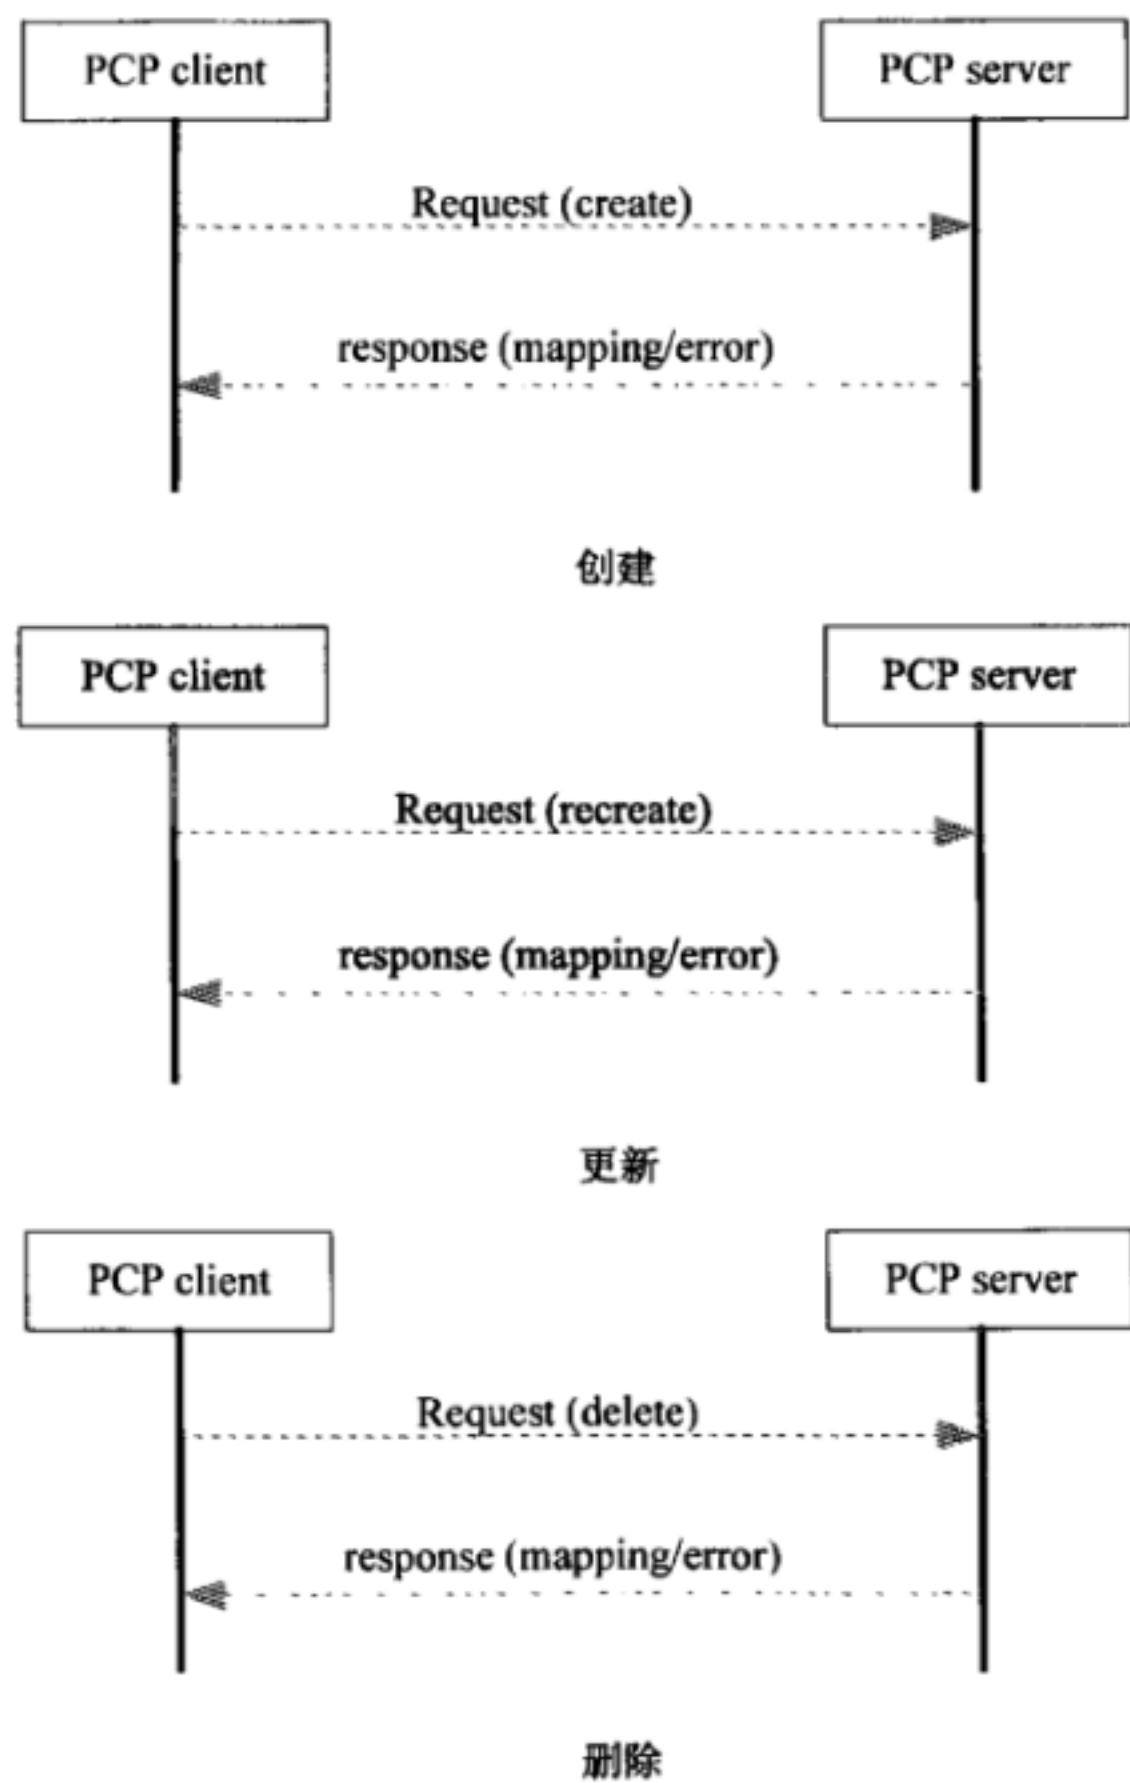 PCP client
PCP server
Request (create)
response (mapping/error)
创建
PCP client
PCP server
Request (recreate)
response (mapping/error)
更新
PCP client
PCP server
Request (delete)
response (mapping/error)
删除